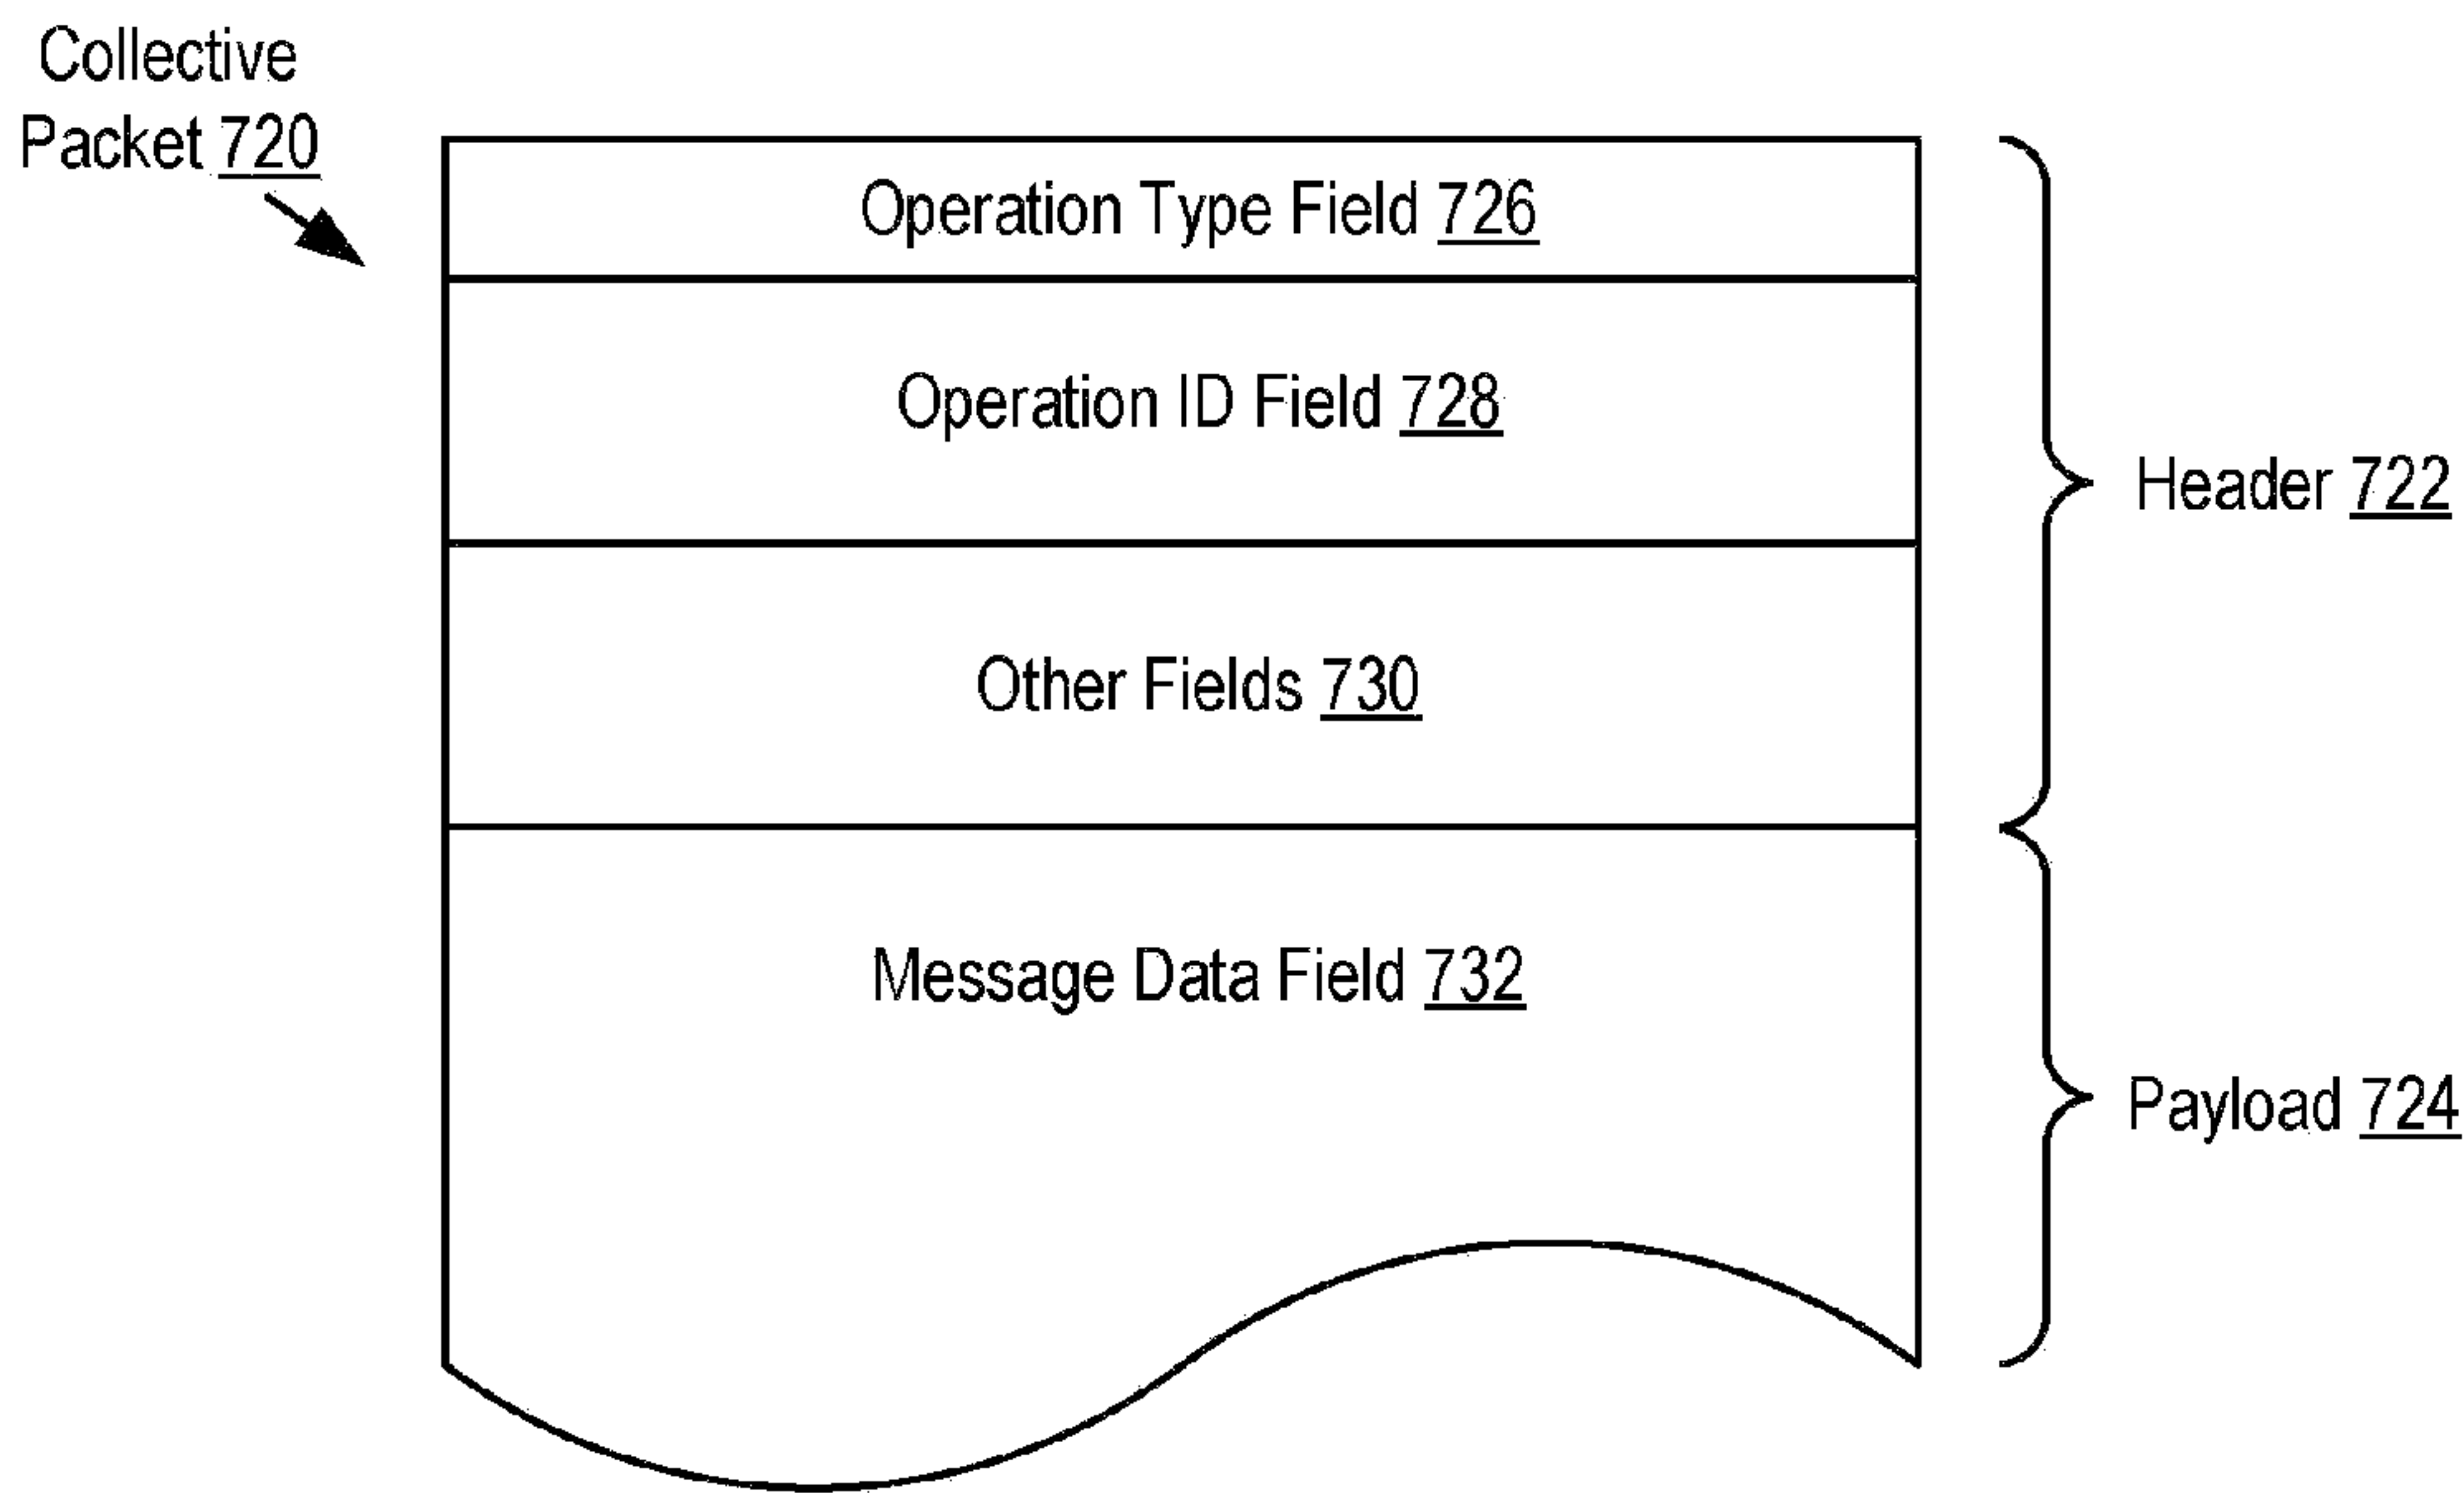 Collective
Packet 720
Operation Type Field 726
Operation ID Field 728
Header 722
Other Fields 730
Message Data Field 732
Payload 724